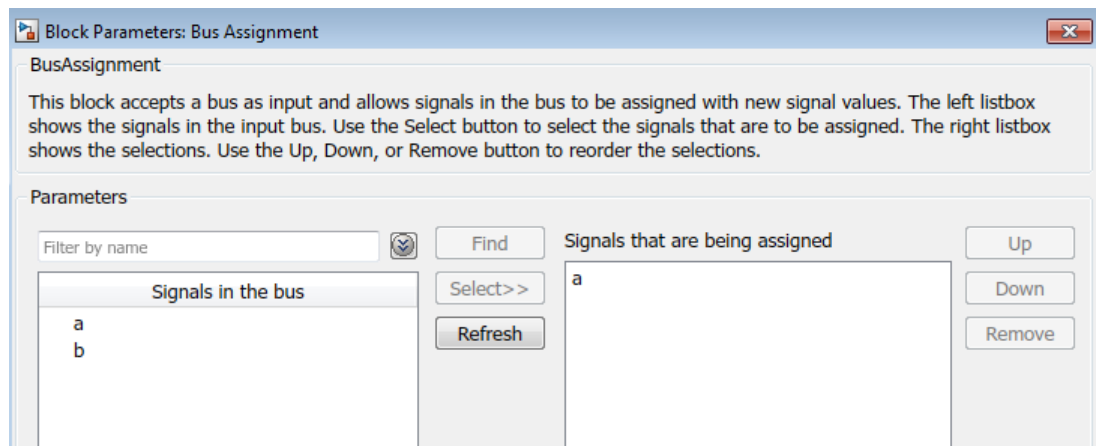 Block Parameters: Bus Assignment
BusAssignment
This block accepts a bus as input and allows signals in the bus to be assigned with new signal values. The left listbox
shows the signals in the input bus. Use the Select button to select the signals that are to be assigned. The right listbox
shows the selections. Use the Up, Down, or Remove button to reorder the selections.
Parameters
Filter by name
Find
Signals that are being assigned
Up
Signals in the bus
Select>>
a
Down
a
Refresh
Remove
b